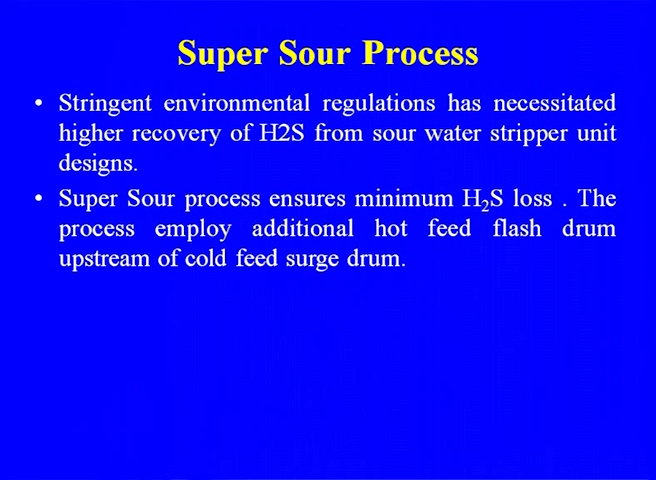 Super Sour Process
• Stringent environmental regulations has necessitated
higher recovery of H2S from sour water stripper unit
designs.
• Super Sour process ensures minimum H₂S loss . The
process employ additional hot feed flash drum
upstream of cold feed surge drum.